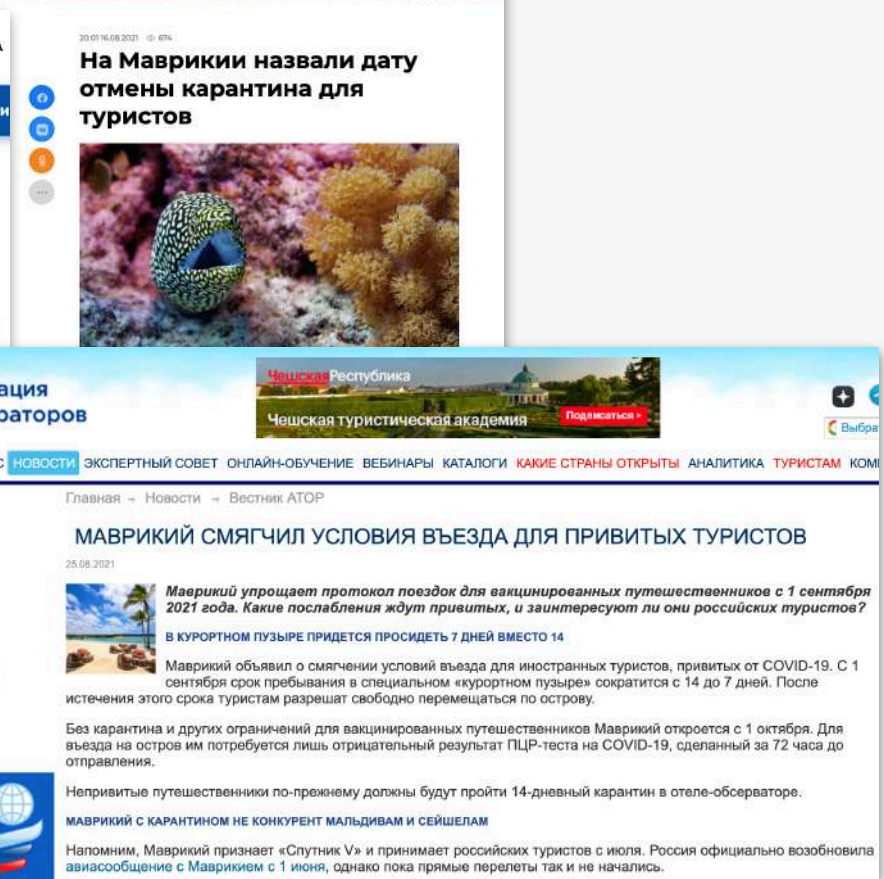 20:01 16.08.2021 674
На Маврикии назвали дату
отмены карантина для
туристов
ация
раторов
Чешская Республика
Чешская туристическая академия
Подписаться >
Выбра
С НОВОСТИ ЭКСПЕРТНЫЙ СОВЕТ ОНЛАЙН-ОБУЧЕНИЕ ВЕБИНАРЫ КАТАЛОГИ КАКИЕ СТРАНЫ ОТКРЫТЫ АНАЛИТИКА ТУРИСТАМ КОМ
Главная → Новости → Вестник АТОР
МАВРИКИЙ СМЯГЧИЛ УСЛОВИЯ ВЪЕЗДА ДЛЯ ПРИВИТЫХ ТУРИСТОВ
25.08.2021
Маврикий упрощает протокол поездок для вакцинированных путешественников с 1 сентября
2021 года. Какие послабления ждут привитых, и заинтересуют ли они российских туристов?
В КУРОРТНОМ ПУЗЫРЕ ПРИДЕТСЯ ПРОСИДЕТЬ 7 ДНЕЙ ВМЕСТО 14
Маврикий объявил о смягчении условий въезда для иностранных туристов, привитых от COVID-19. С 1
сентября срок пребывания в специальном «курортном пузыре» сократится с 14 до 7 дней. После
истечения этого срока туристам разрешат свободно перемещаться по острову.
Без карантина и других ограничений для вакцинированных путешественников Маврикий откроется с 1 октября. Для
въезда на остров им потребуется лишь отрицательный результат ПЦР-теста на COVID-19, сделанный за 72 часа до
отправления.
Непривитые путешественники по-прежнему должны будут пройти 14-дневный карантин в отеле-обсерваторе.
МАВРИКИЙ С КАРАНТИНОМ НЕ КОНКУРЕНТ МАЛЬДИВАМ И СЕЙШЕЛАМ
Напомним, Маврикий признает «Спутник V» и принимает российских туристов с июля. Россия официально возобновила
авиасообщение с Маврикием с 1 июня, однако пока прямые перелеты так и не начались.